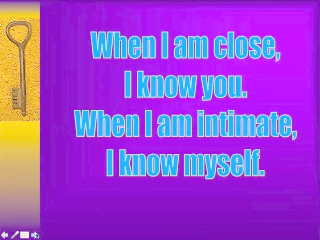 When I am close,
I know you.
When I am intimate,
I know myself.